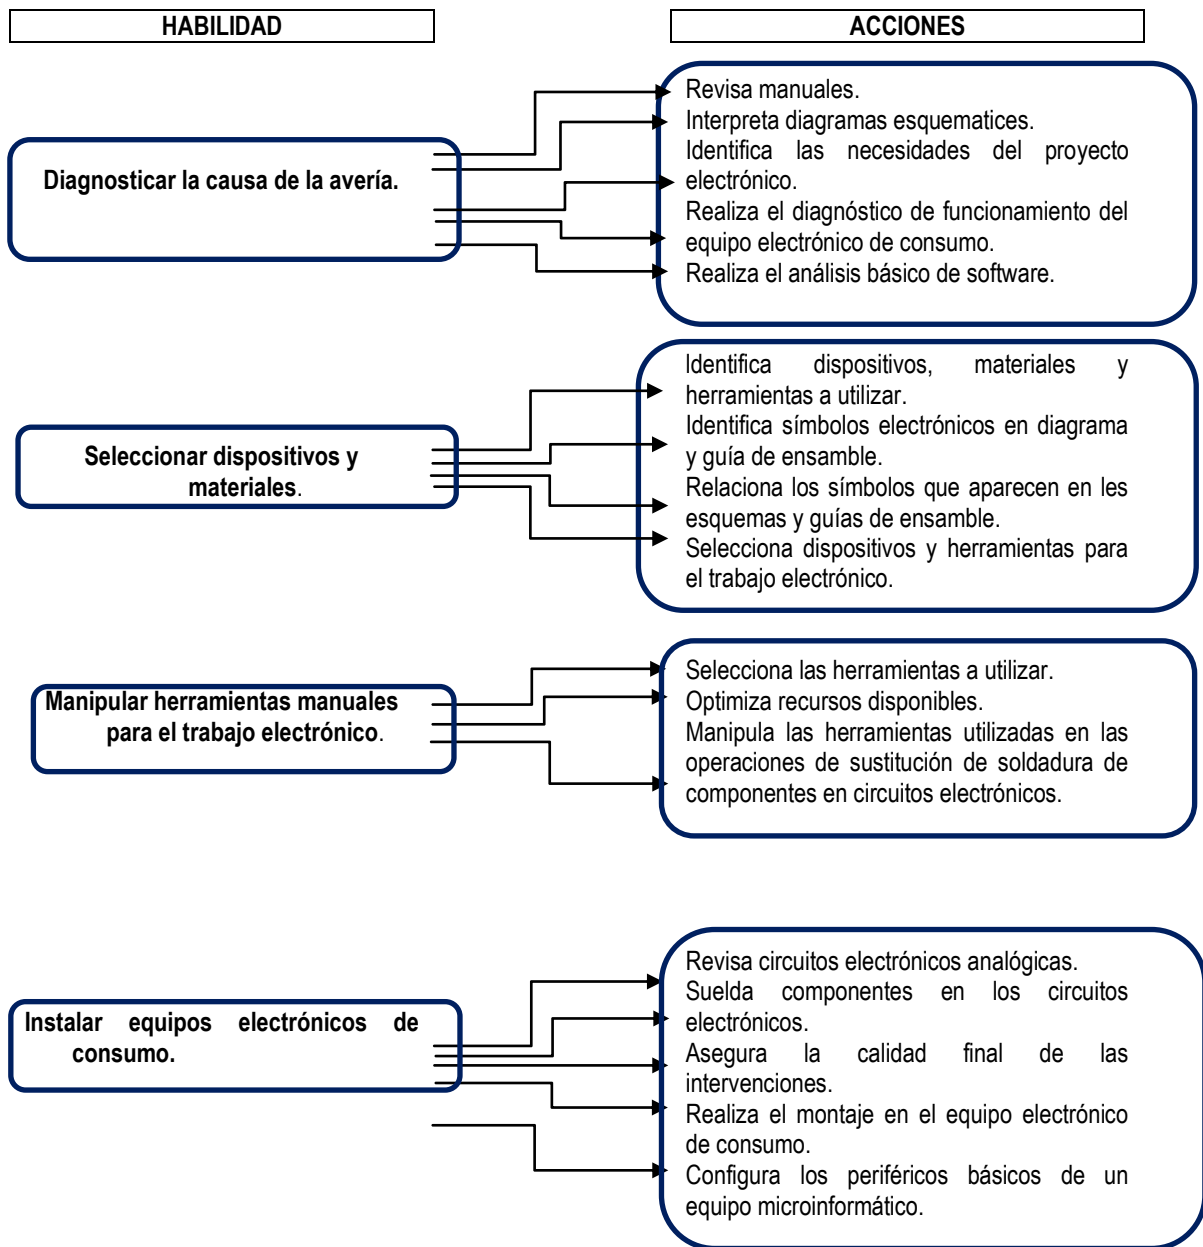 HABILIDAD
ACCIONES
Diagnosticar la causa de la avería.
Revisa manuales.
Interpreta diagramas esquematices.
Identifica las necesidades del proyecto
electrónico.
Realiza el diagnóstico de funcionamiento del
equipo electrónico de consumo.
Realiza el análisis básico de software.
Seleccionar dispositivos y
materiales.
Identifica dispositivos, materiales y
herramientas a utilizar.
Identifica símbolos electrónicos en diagrama
y guía de ensamble.
Relaciona los símbolos que aparecen en les
esquemas y guías de ensamble.
Selecciona dispositivos y herramientas para
el trabajo electrónico.
Manipular herramientas manuales
para el trabajo electrónico.
Selecciona las herramientas a utilizar.
Optimiza recursos disponibles.
Manipula las herramientas utilizadas en las
operaciones de sustitución de soldadura de
componentes en circuitos electrónicos.
Instalar equipos electrónicos de
consumo.
Revisa circuitos electrónicos analógicas.
Suelda componentes en los circuitos
electrónicos.
Asegura la calidad final de las
intervenciones.
Realiza el montaje en el equipo electrónico
de consumo.
Configura los periféricos básicos de un
equipo microinformático.